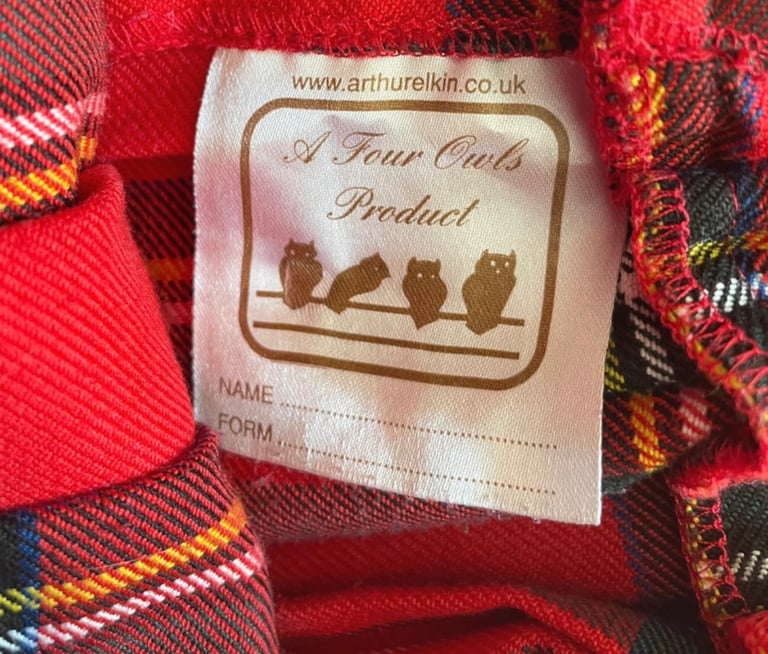 www.arthurelkin.co.uk
A Four Owls
Product
NAME ................................................
FORM ................................................